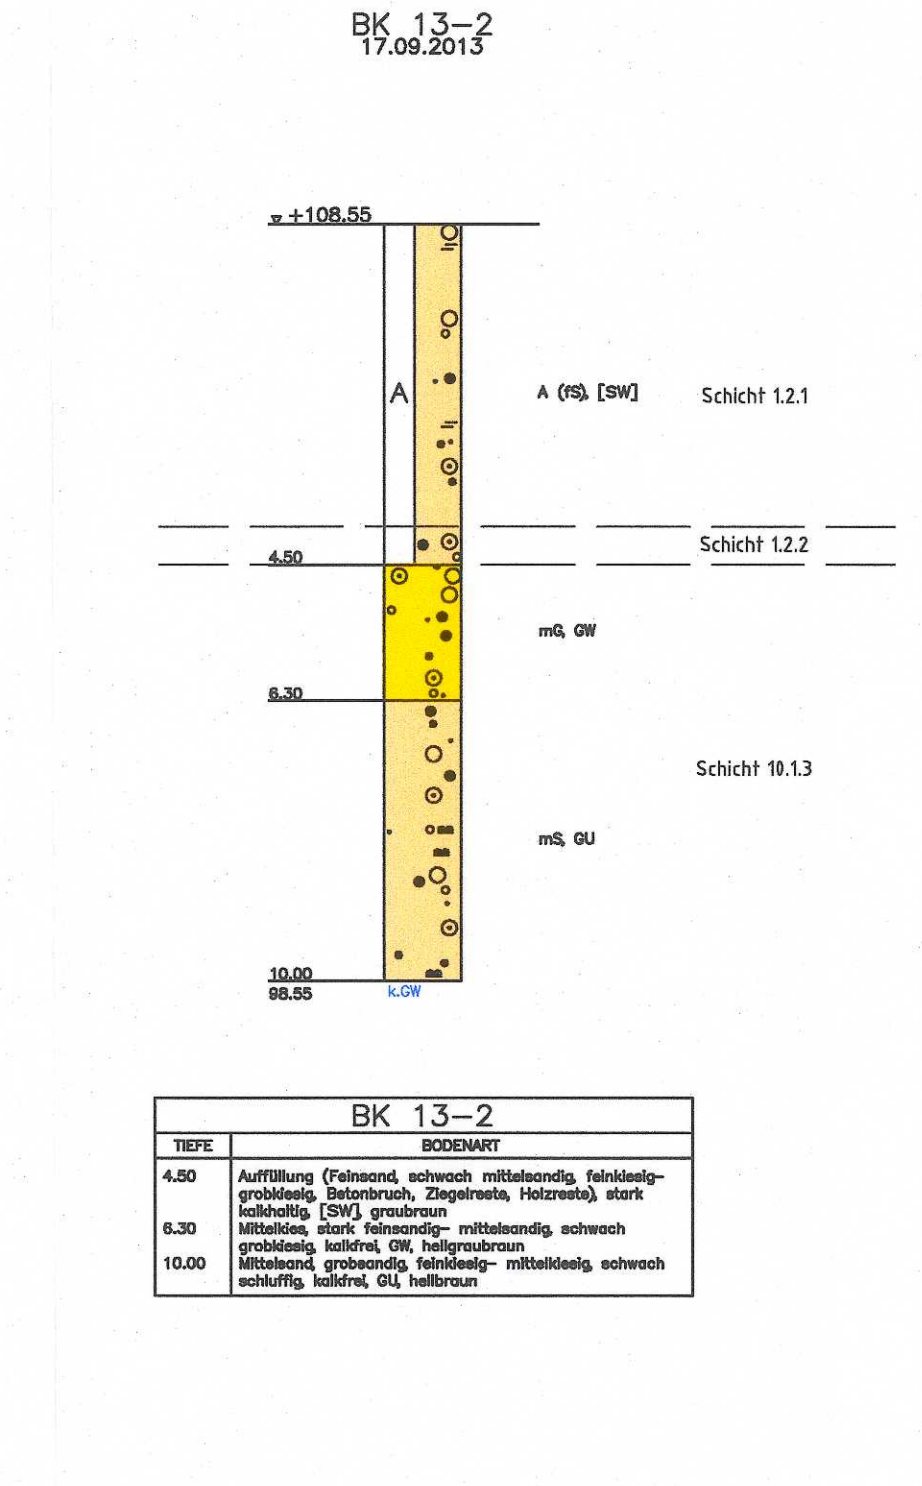 BK 13-2
17.09.2013
+108.55
A
A (fS), [SW]
Schicht 1.2.1
Schicht 1.2.2
4.50
mG, GW
6.30
Schicht 10.1.3
mS, GU
10.00
98.55
k.GW
BK 13-2
TIEFE BODENART
4.50 Auffüllung (Feinsand, schwach mittelsandig, feinkiesig-
grobkiesig, Betonbruch, Ziegelreste, Holzreste), stark
kalkhaltig, [SW], graubraun
6.30 Mittelkies, stark feinsandig- mittelsandig, schwach
grobkiesig, kalkfrei, GW, hellgraubraun
10.00 Mittelsand, grobsandig, feinkiesig- mittelkiesig, schwach
schluffig, kalkfrei, GU, hellbraun